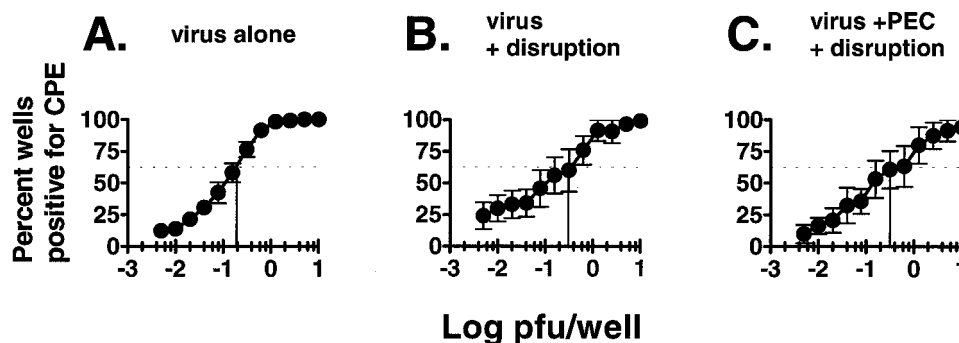 A. virus alone
B. virus
+ disruption
C. virus +PEC
+ disruption
Percent wells
positive for CPE
100
75
50
25
0
-3 -2 -1 0 1
100
75
50
25
0
-3 -2 -1 0 1
100
75
50
25
0
-3 -2 -1 0 1
Log pfu/well